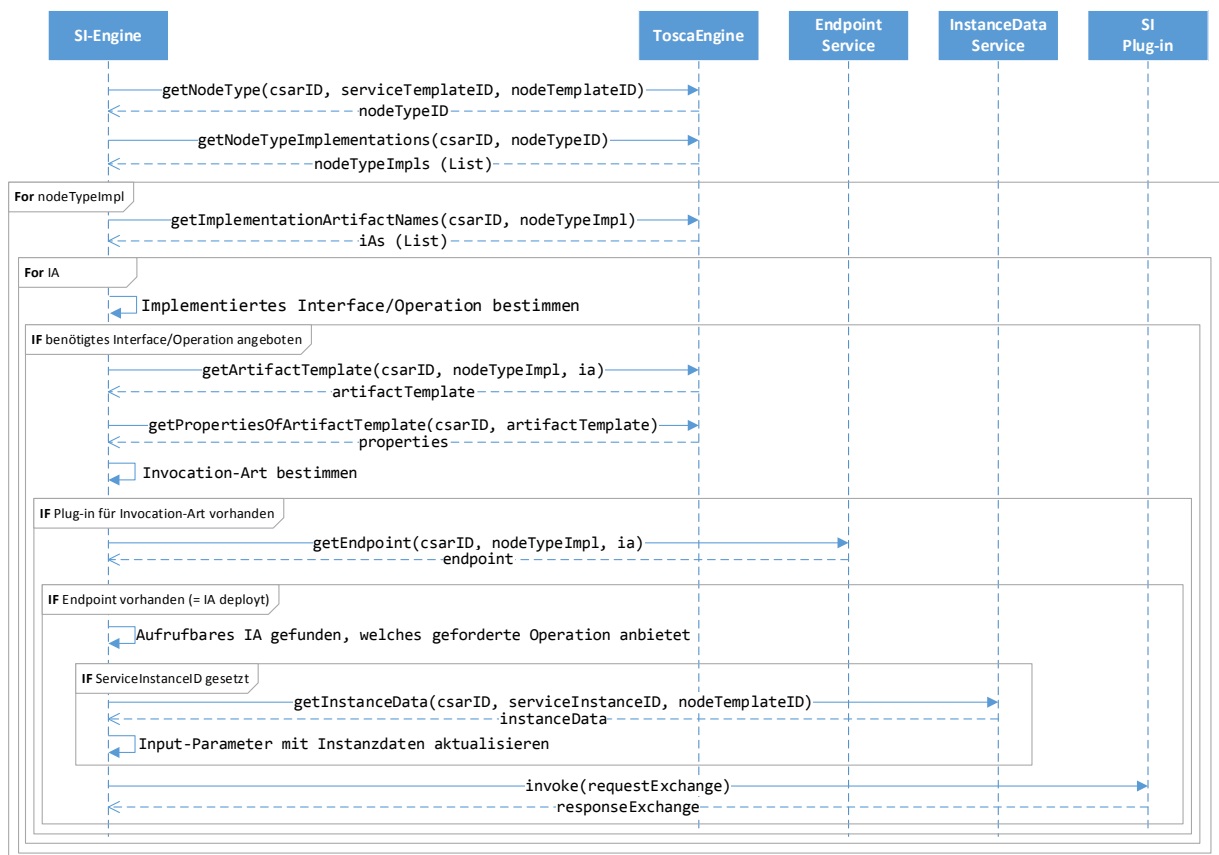 SI-Engine
ToscaEngine
Endpoint
Service
InstanceData
Service
SI
Plug-in
getNodeType(csarID, serviceTemplateID, nodeTemplateID)
nodeTypeID
getNodeTypeImplementations(csarID, nodeTypeID)
nodeTypeImpls (List)
For nodeTypeImpl
getImplementationArtifactNames(csarID, nodeTypeImpl)
iAs (List)
For IA
Implementiertes Interface/Operation bestimmen
IF benötigtes Interface/Operation angeboten
getArtifactTemplate(csarID, nodeTypeImpl, ia)
artifactTemplate
getPropertiesOfArtifactTemplate(csarID, artifactTemplate)
properties
Invocation-Art bestimmen
IF Plug-in für Invocation-Art vorhanden
getEndpoint(csarID, nodeTypeImpl, ia)
endpoint
IF Endpoint vorhanden (= IA deployt)
Aufrufbares IA gefunden, welches geforderte Operation anbietet
IF ServiceInstanceID gesetzt
getInstanceData(csarID, serviceInstanceID, nodeTemplateID)
instanceData
Input-Parameter mit Instanzdaten aktualisieren
invoke(requestExchange)
responseExchange